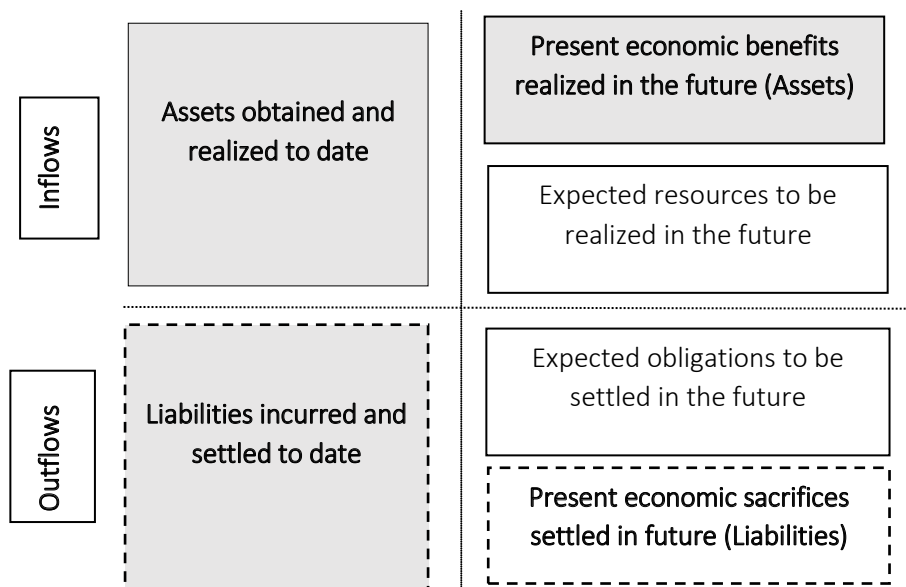 Inflows
Assets obtained and
realized to date
Present economic benefits
realized in the future (Assets)
Expected resources to be
realized in the future
Outflows
Liabilities incurred and
settled to date
Expected obligations to be
settled in the future
Present economic sacrifices
settled in future (Liabilities)